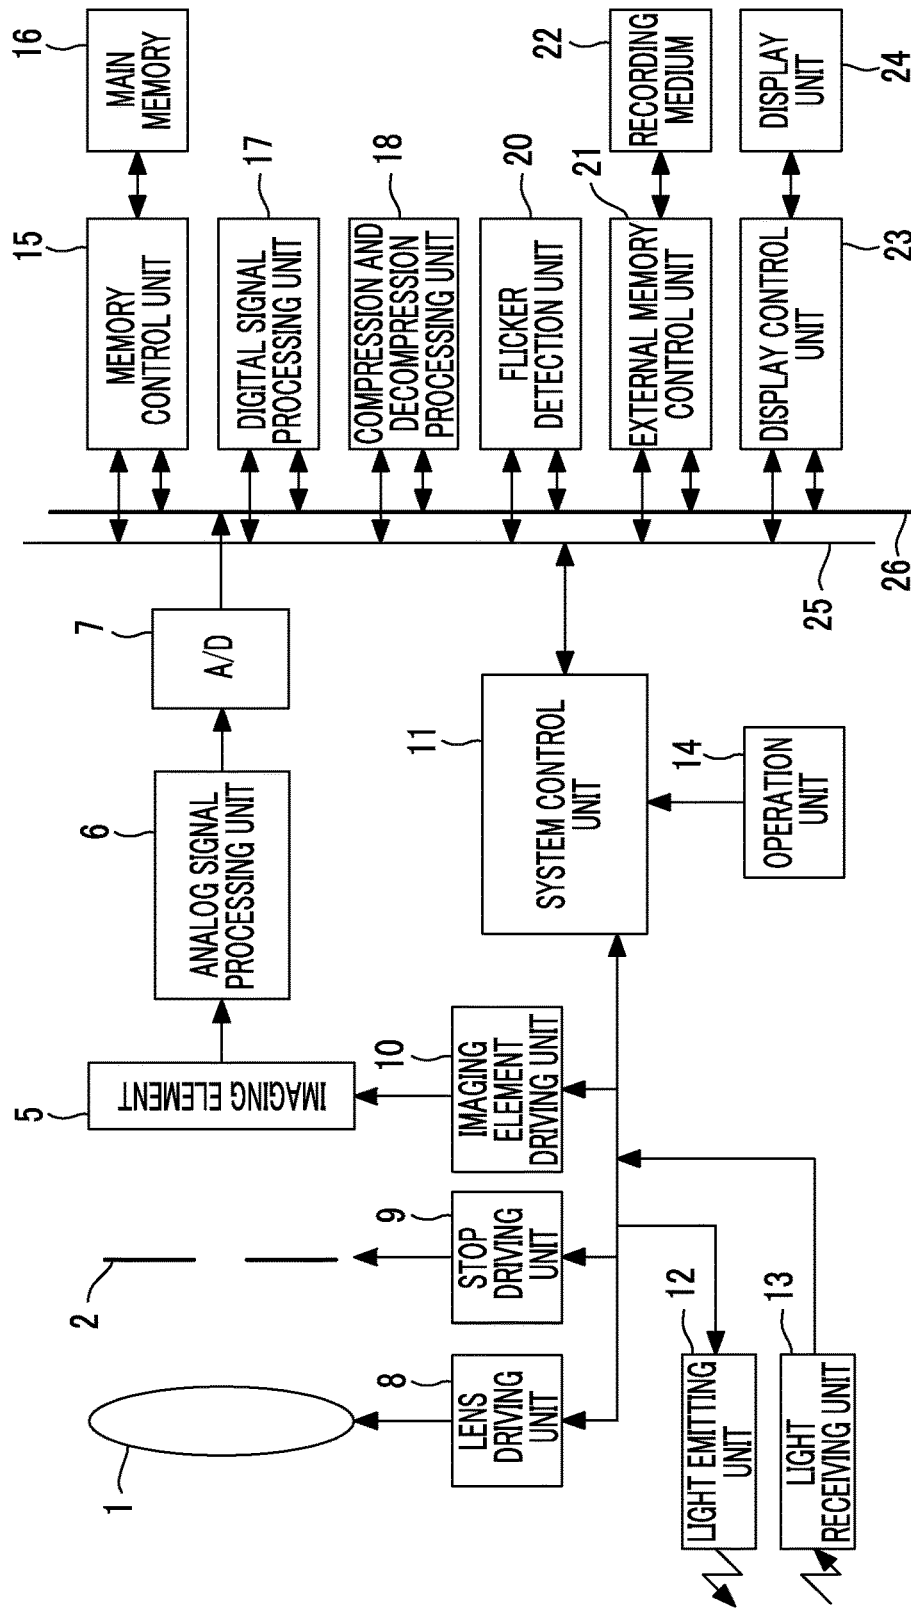 1
2
5
IMAGING ELEMENT
6
ANALOG SIGNAL
PROCESSING UNIT
7
A/D
8
LENS
DRIVING
UNIT
9
STOP
DRIVING
UNIT
10
IMAGING
ELEMENT
DRIVING UNIT
11
SYSTEM CONTROL
UNIT
12
LIGHT EMITTING
UNIT
13
LIGHT
RECEIVING UNIT
14
OPERATION
UNIT
15
MEMORY
CONTROL UNIT
16
MAIN
MEMORY
17
DIGITAL SIGNAL
PROCESSING UNIT
18
COMPRESSION AND
DECOMPRESSION
PROCESSING UNIT
20
FLICKER
DETECTION UNIT
21
EXTERNAL MEMORY
CONTROL UNIT
22
RECORDING
MEDIUM
23
DISPLAY CONTROL
UNIT
24
DISPLAY
UNIT
25
26